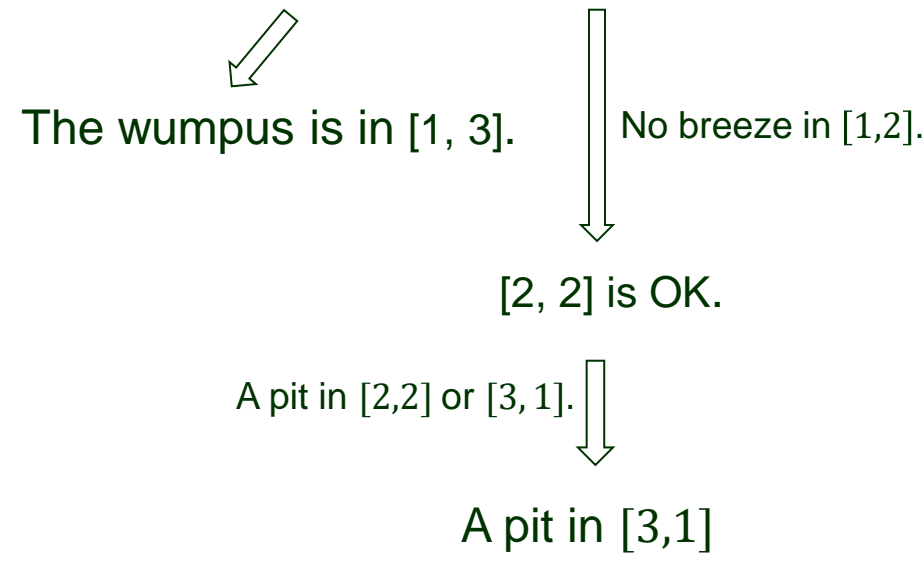 The wumpus is in [1, 3].
No breeze in [1,2].
[2, 2] is OK.
A pit in [2,2] or [3, 1].
A pit in [3,1]